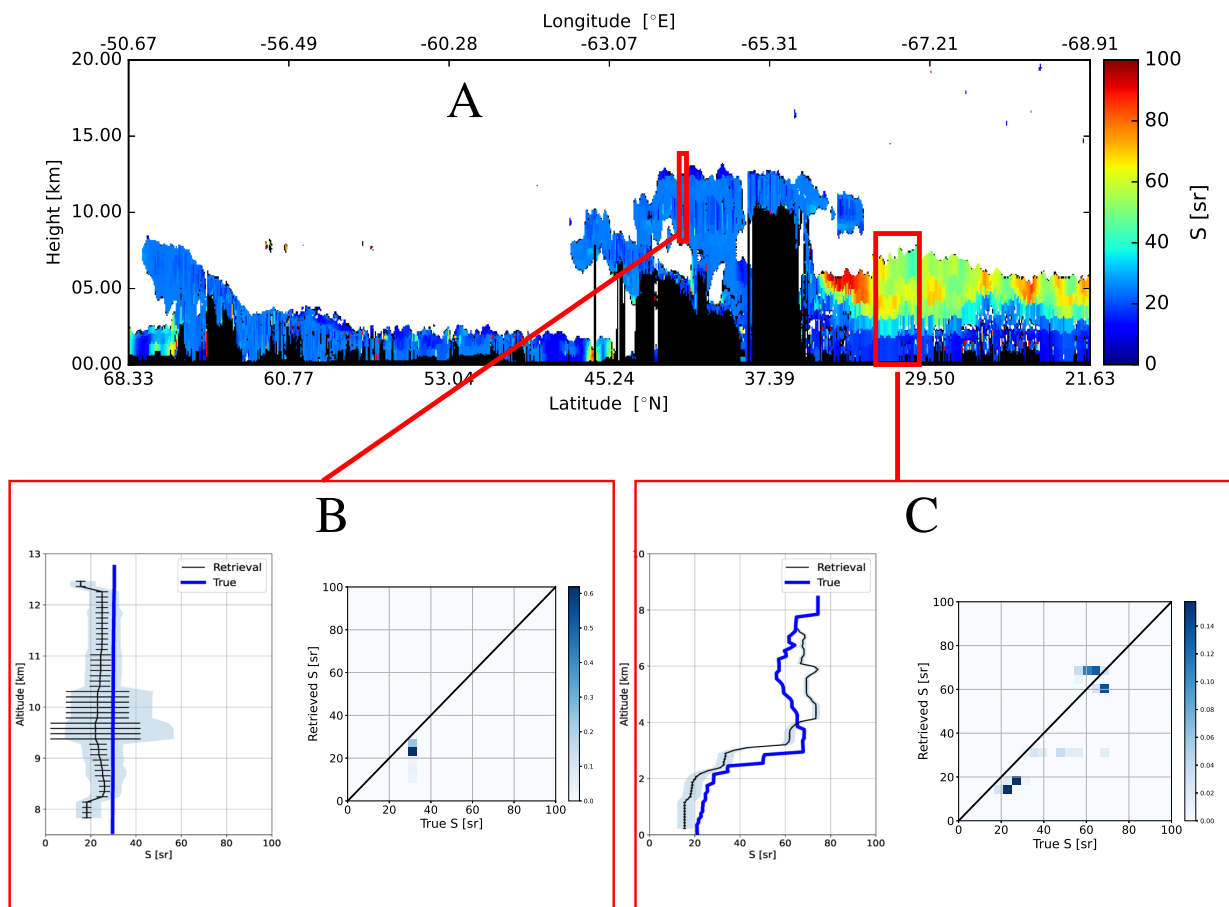 Longitude [°E]
-50.67 -56.49 -60.28 -63.07 -65.31 -67.21 -68.91
A
20.00
15.00
10.00
05.00
00.00
Height [km]
68.33 60.77 53.04 45.24 37.39 29.50 21.63
Latitude [°N]
100
80
60
40
20
0
S [sr]
B
13
12
11
10
9
8
Altitude [km]
Retrieval
True
0 20 40 60 80 100
S [sr]
100
80
60
40
20
0
Retrieved S [sr]
0 20 40 60 80 100
True S [sr]
0.6
0.5
0.4
0.3
0.2
0.1
0.0
C
10
8
6
4
2
0
Altitude [km]
Retrieval
True
0 20 40 60 80 100
S [sr]
100
80
60
40
20
0
Retrieved S [sr]
0 20 40 60 80 100
True S [sr]
0.14
0.12
0.10
0.08
0.06
0.04
0.02
0.00